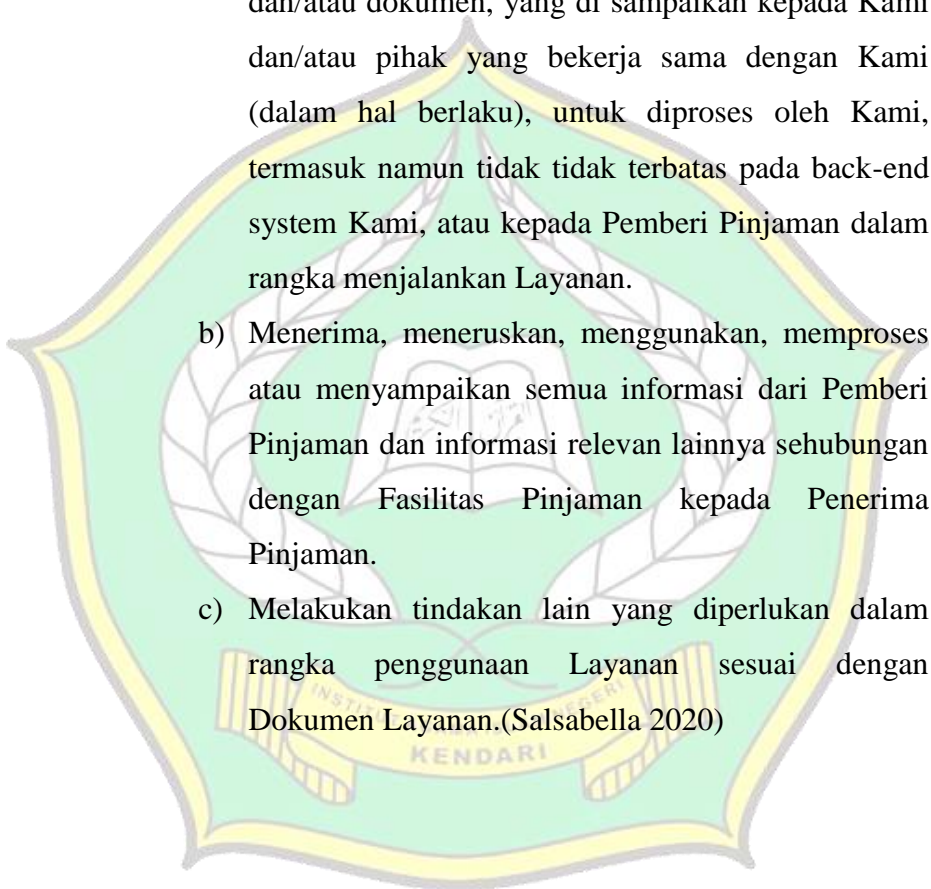 dan/atau dokumen, yang di sampaikan kepada Kami
dan/atau pihak yang bekerja sama dengan Kami
(dalam hal berlaku), untuk diproses oleh Kami,
termasuk namun tidak tidak terbatas pada back-end
system Kami, atau kepada Pemberi Pinjaman dalam
rangka menjalankan Layanan.
b) Menerima, meneruskan, menggunakan, memproses
atau menyampaikan semua informasi dari Pemberi
Pinjaman dan informasi relevan lainnya sehubungan
dengan Fasilitas Pinjaman kepada Penerima
Pinjaman.
c) Melakukan tindakan lain yang diperlukan dalam
rangka penggunaan Layanan sesuai dengan
Dokumen Layanan.(Salsabella 2020)
KENDARI